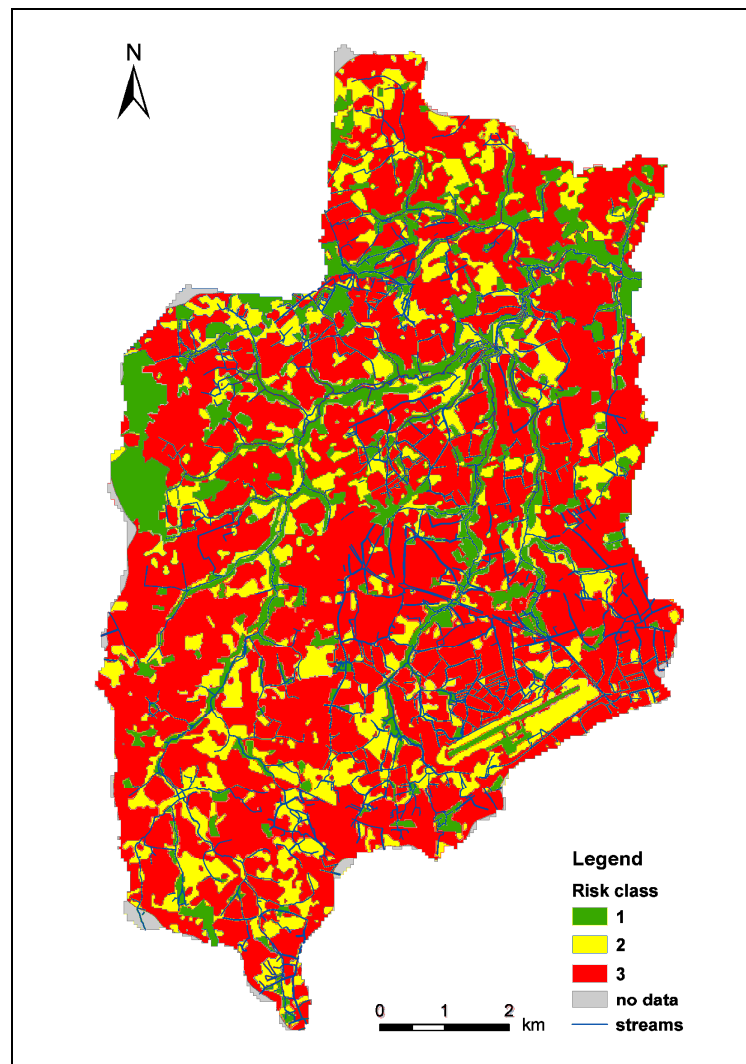 N
Legend
Risk class
1
2
3
no data
streams
0 1 2
km